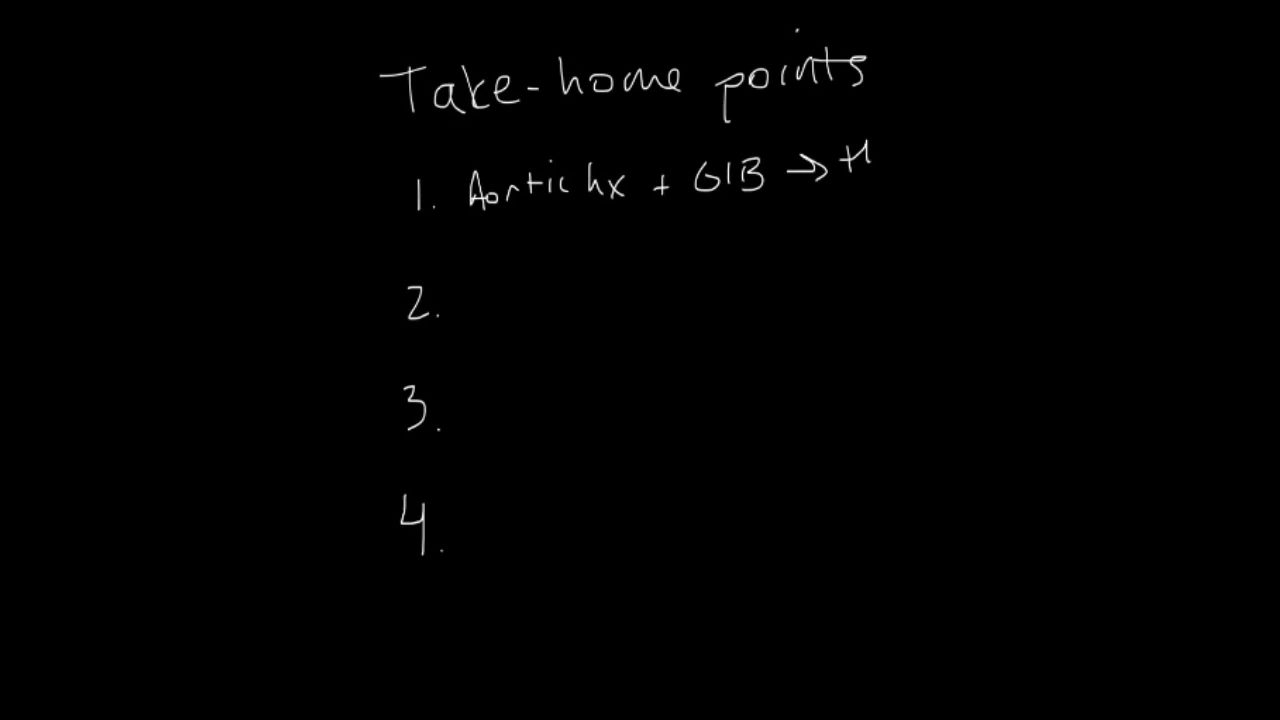 Take-home points
1. Aortic hx + GIB →
2.
3.
4.